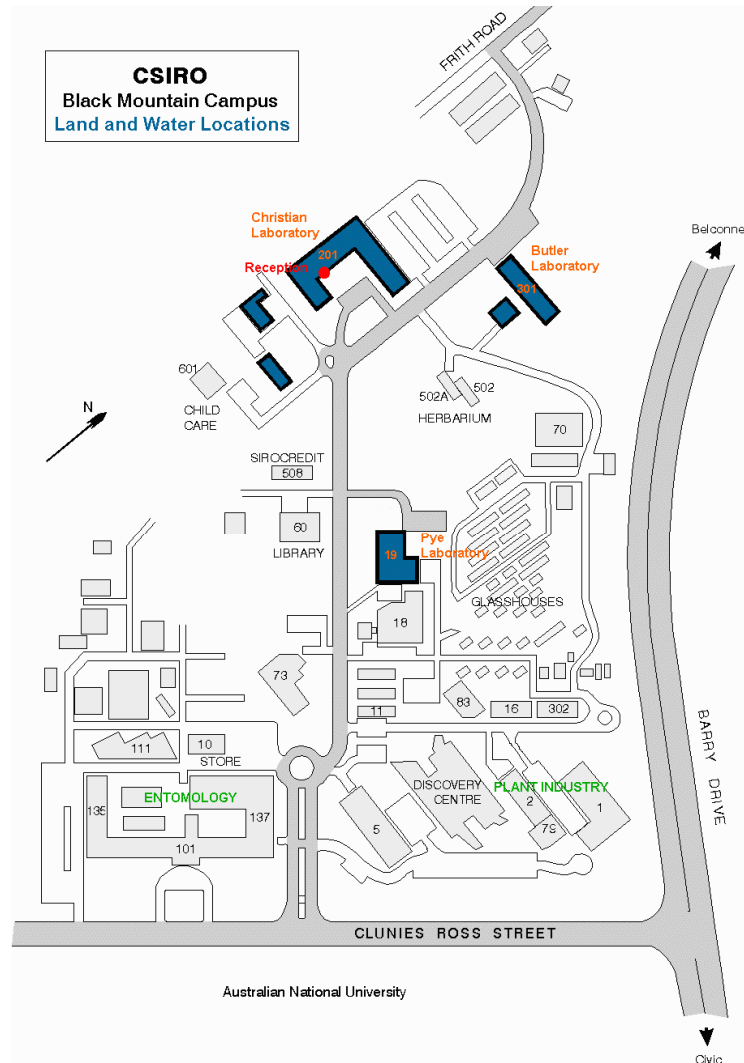 FRITH ROAD
CSIRO
Black Mountain Campus
Land and Water Locations
Christian
Laboratory
201
Reception
Belconne
Butler
Laboratory
301
601
CHILD
CARE
N
502A
502
HERBARIUM
70
SIROCREDIT
508
60
LIBRARY
19
Pye
Laboratory
GLASSHOUSES
18
73
11
83
16
302
111
10
STORE
BARRY DRIVE
135
ENTOMOLOGY
137
101
5
DISCOVERY
CENTRE
PLANT INDUSTRY
2
79
1
CLUNIES ROSS STREET
Australian National University
Civic